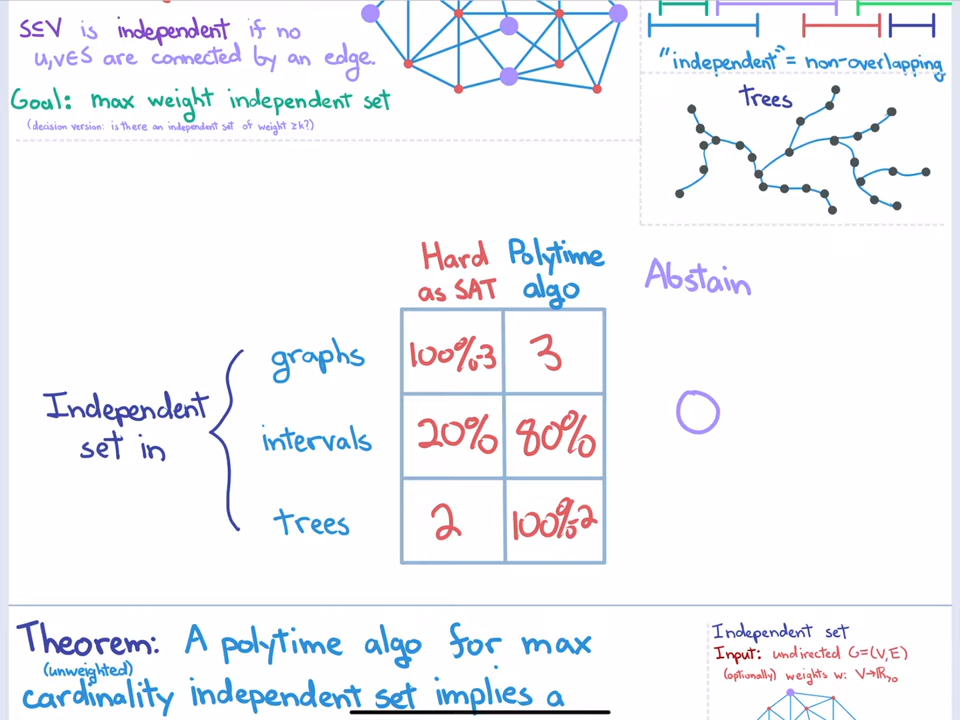 S⊆V is independent if no
u,v∈S are connected by an edge.
Goal: max weight independent set
(decision version: is there an independent set of weight ≥k?)
"independent" = non-overlapping
trees
Hard as SAT
Polytime algo
Abstain
Independent set in
graphs
100%-3
3
intervals
20%
80%
trees
2
100%-2
Theorem: A polytime algo for max
(unweighted)
cardinality independent set implies a
Independent set
Input: undirected G=(V,E)
(optionally) weights w: V→ℝ>0